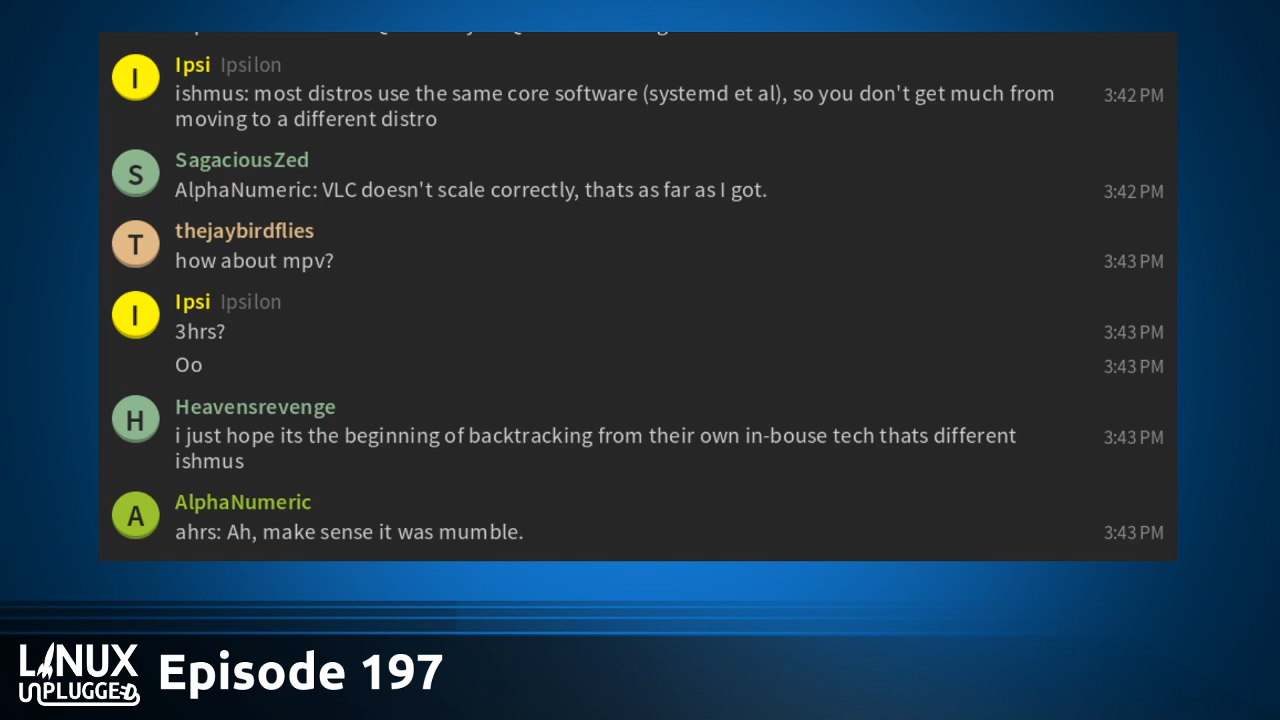 Ipsi Ipsilon
I
ishmus: most distros use the same core software (systemd et al), so you don't get much from 3:42 PM
moving to a different distro
SagaciousZed
S
AlphaNumeric: VLC doesn't scale correctly, thats as far as I got. 3:42 PM
thejaybirdflies
T
how about mpv? 3:43 PM
Ipsi Ipsilon
I
3hrs? 3:43 PM
Oo 3:43 PM
Heavensrevenge
H
i just hope its the beginning of backtracking from their own in-bouse tech thats different 3:43 PM
ishmus
AlphaNumeric
A
ahrs: Ah, make sense it was mumble. 3:43 PM
LINUX
UNPLUGGED
Episode 197